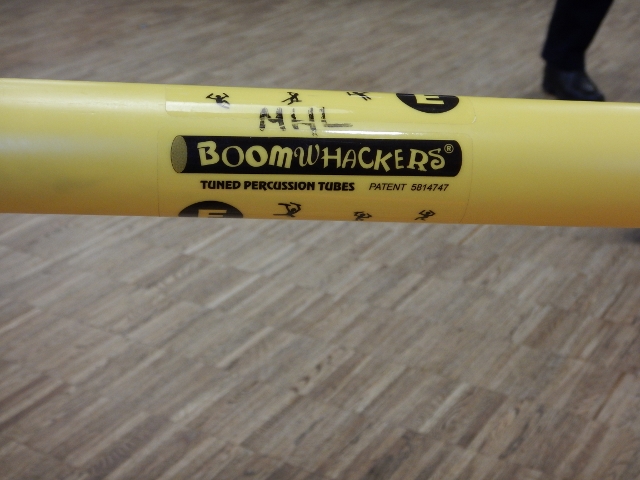 E
MHL
BOOMWHACKERS®
TUNED PERCUSSION TUBES PATENT 5814747
E